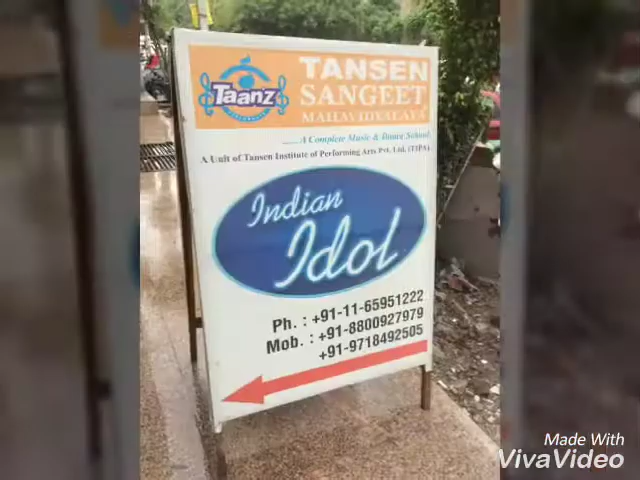 Taanz
TANSEN
SANGEET
MAHAVIDYALAYA
......A Complete Music & Dance School
A Unit of Tansen Institute of Performing Arts Pvt. Ltd. (TIPA)
Indian
Idol
Ph. : +91-11-65951222
Mob. : +91-8800927979
+91-9718492505
Made With
VivaVideo